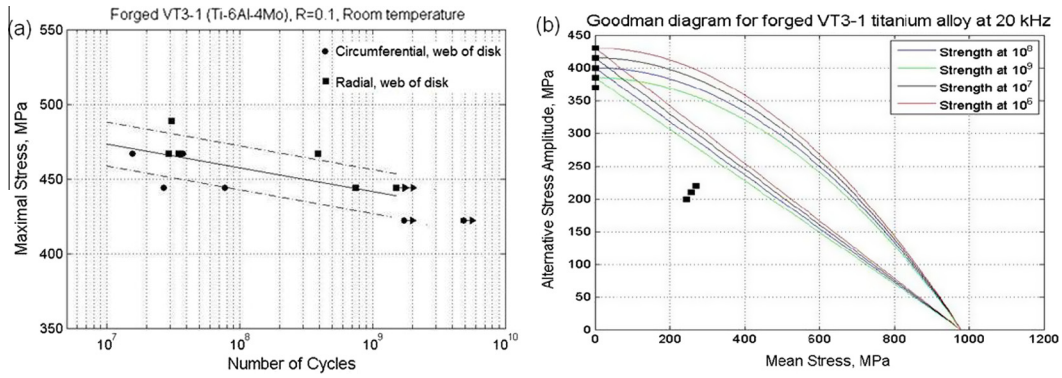 (a)
Forged VT3-1 (Ti-6Al-4Mo), R=0.1, Room temperature
Maximal Stress, MPa
550
500
450
400
350
Circumferential, web of disk
Radial, web of disk
10^7
10^8
10^9
10^10
Number of Cycles
(b)
Goodman diagram for forged VT3-1 titanium alloy at 20 kHz
Alternative Stress Amplitude, MPa
450
400
350
300
250
200
150
100
50
0
Strength at 10^8
Strength at 10^9
Strength at 10^7
Strength at 10^6
0
200
400
600
800
1000
1200
Mean Stress, MPa